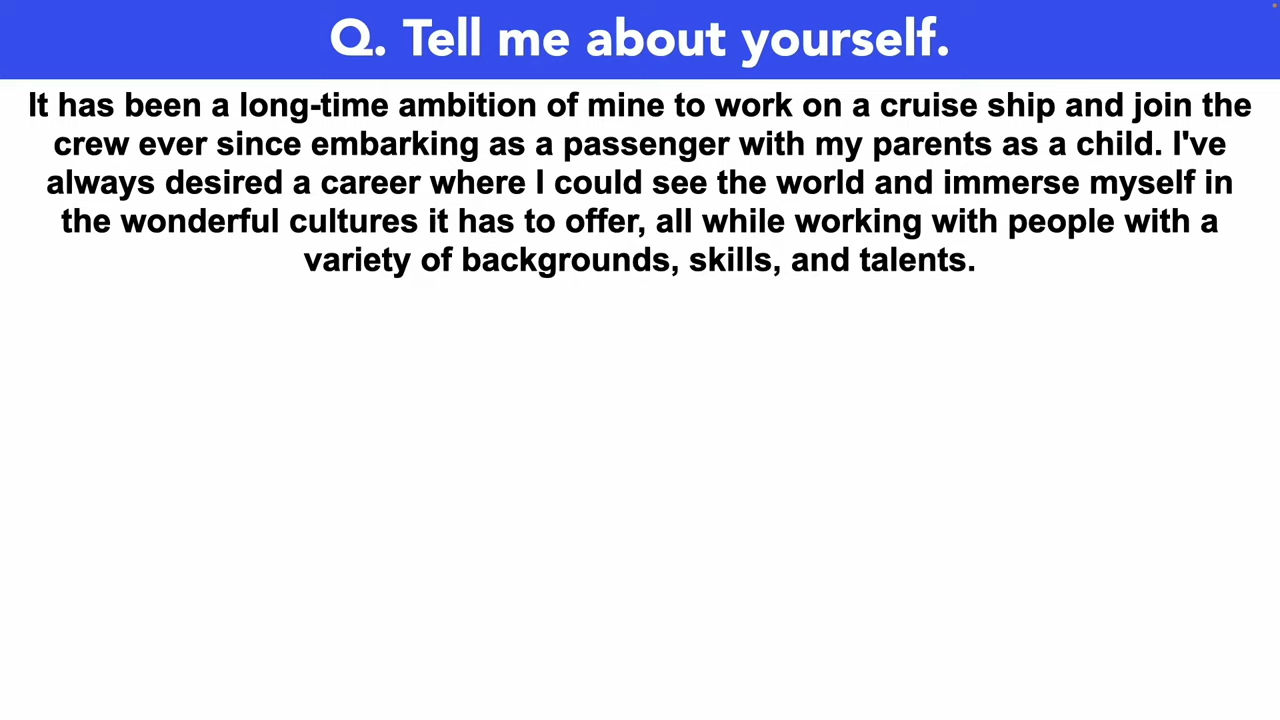 Q. Tell me about yourself.
It has been a long-time ambition of mine to work on a cruise ship and join the
crew ever since embarking as a passenger with my parents as a child. I've
always desired a career where I could see the world and immerse myself in
the wonderful cultures it has to offer, all while working with people with a
variety of backgrounds, skills, and talents.